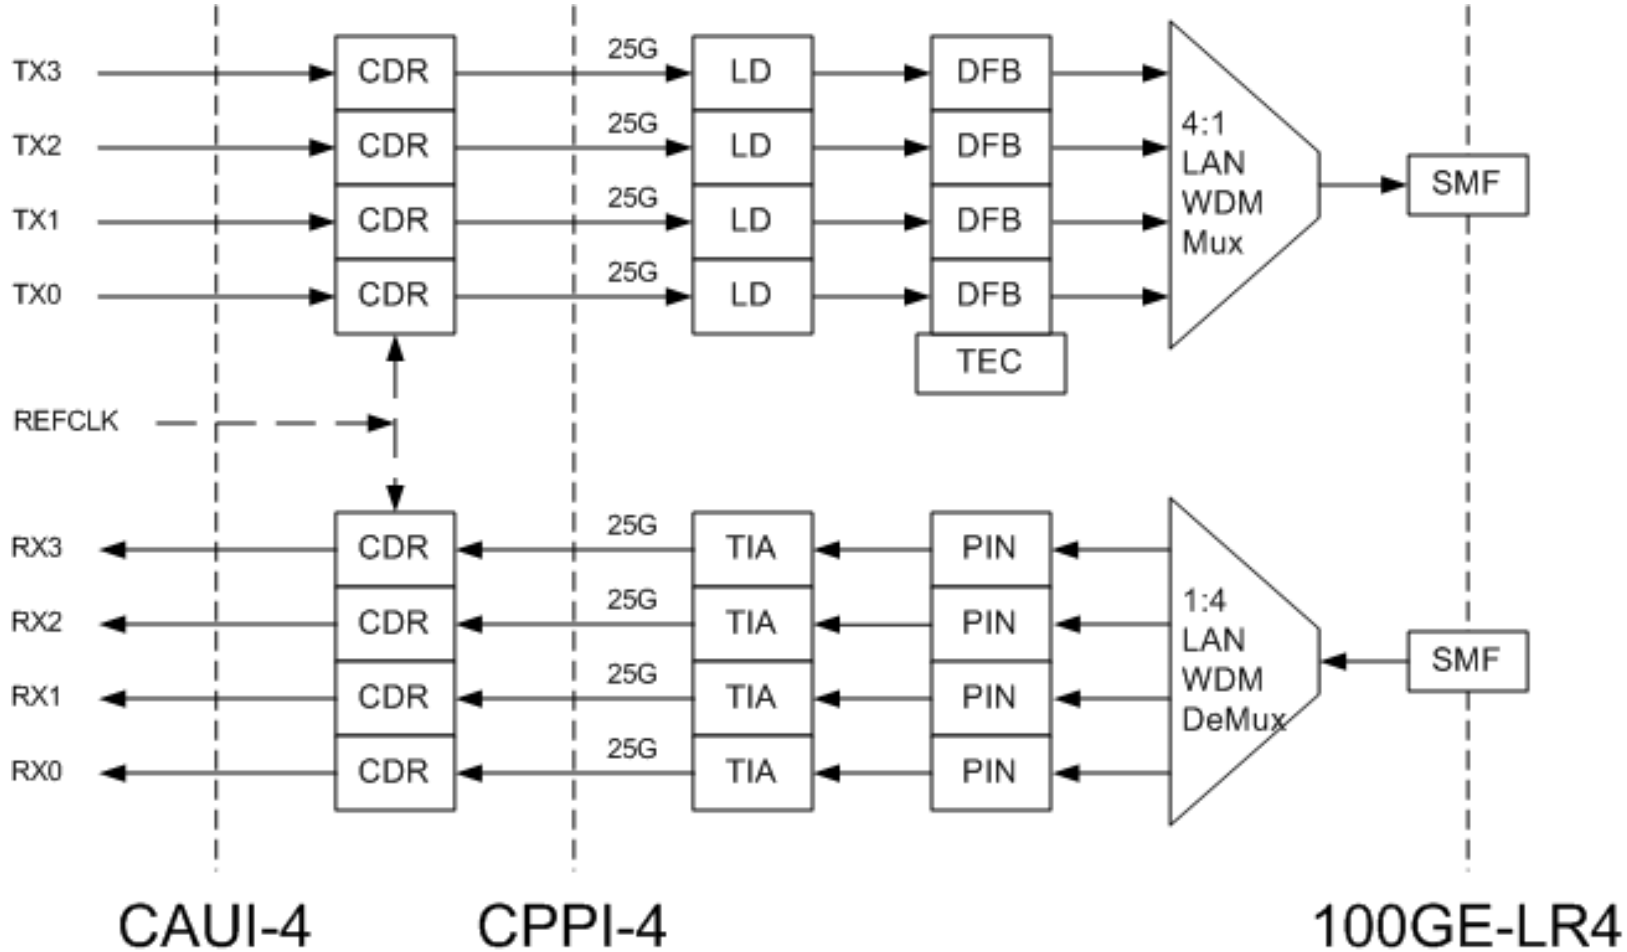 TX3
CDR
25G
LD
DFB
TX2
CDR
25G
LD
DFB
TX1
CDR
25G
LD
DFB
TX0
CDR
25G
LD
DFB
4:1
LAN
WDM
Mux
SMF
TEC
REFCLK
RX3
CDR
25G
TIA
PIN
RX2
CDR
25G
TIA
PIN
RX1
CDR
25G
TIA
PIN
RX0
CDR
25G
TIA
PIN
1:4
LAN
WDM
DeMux
SMF
CAUI-4
CPPI-4
100GE-LR4